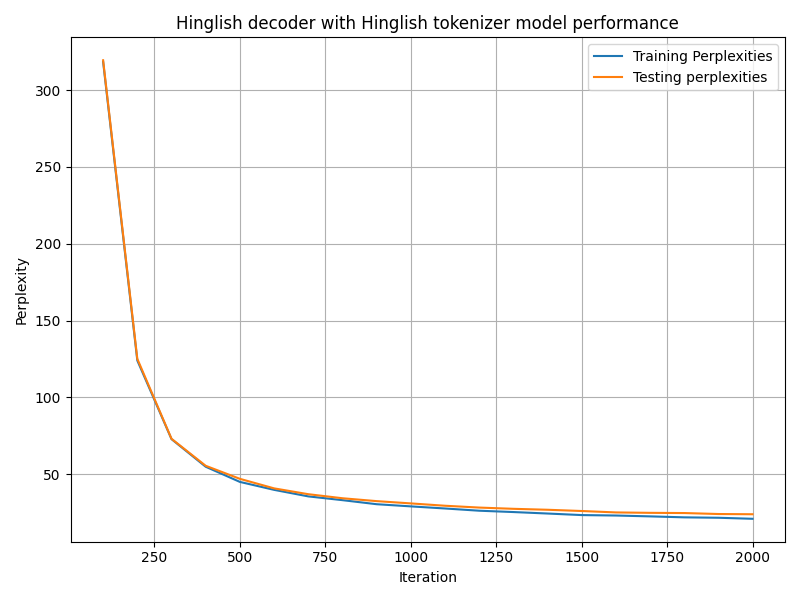 Hinglish decoder with Hinglish tokenizer model performance
Training Perplexities
Testing perplexities
300
250
200
150
100
50
Perplexity
250 500 750 1000 1250 1500 1750 2000
Iteration